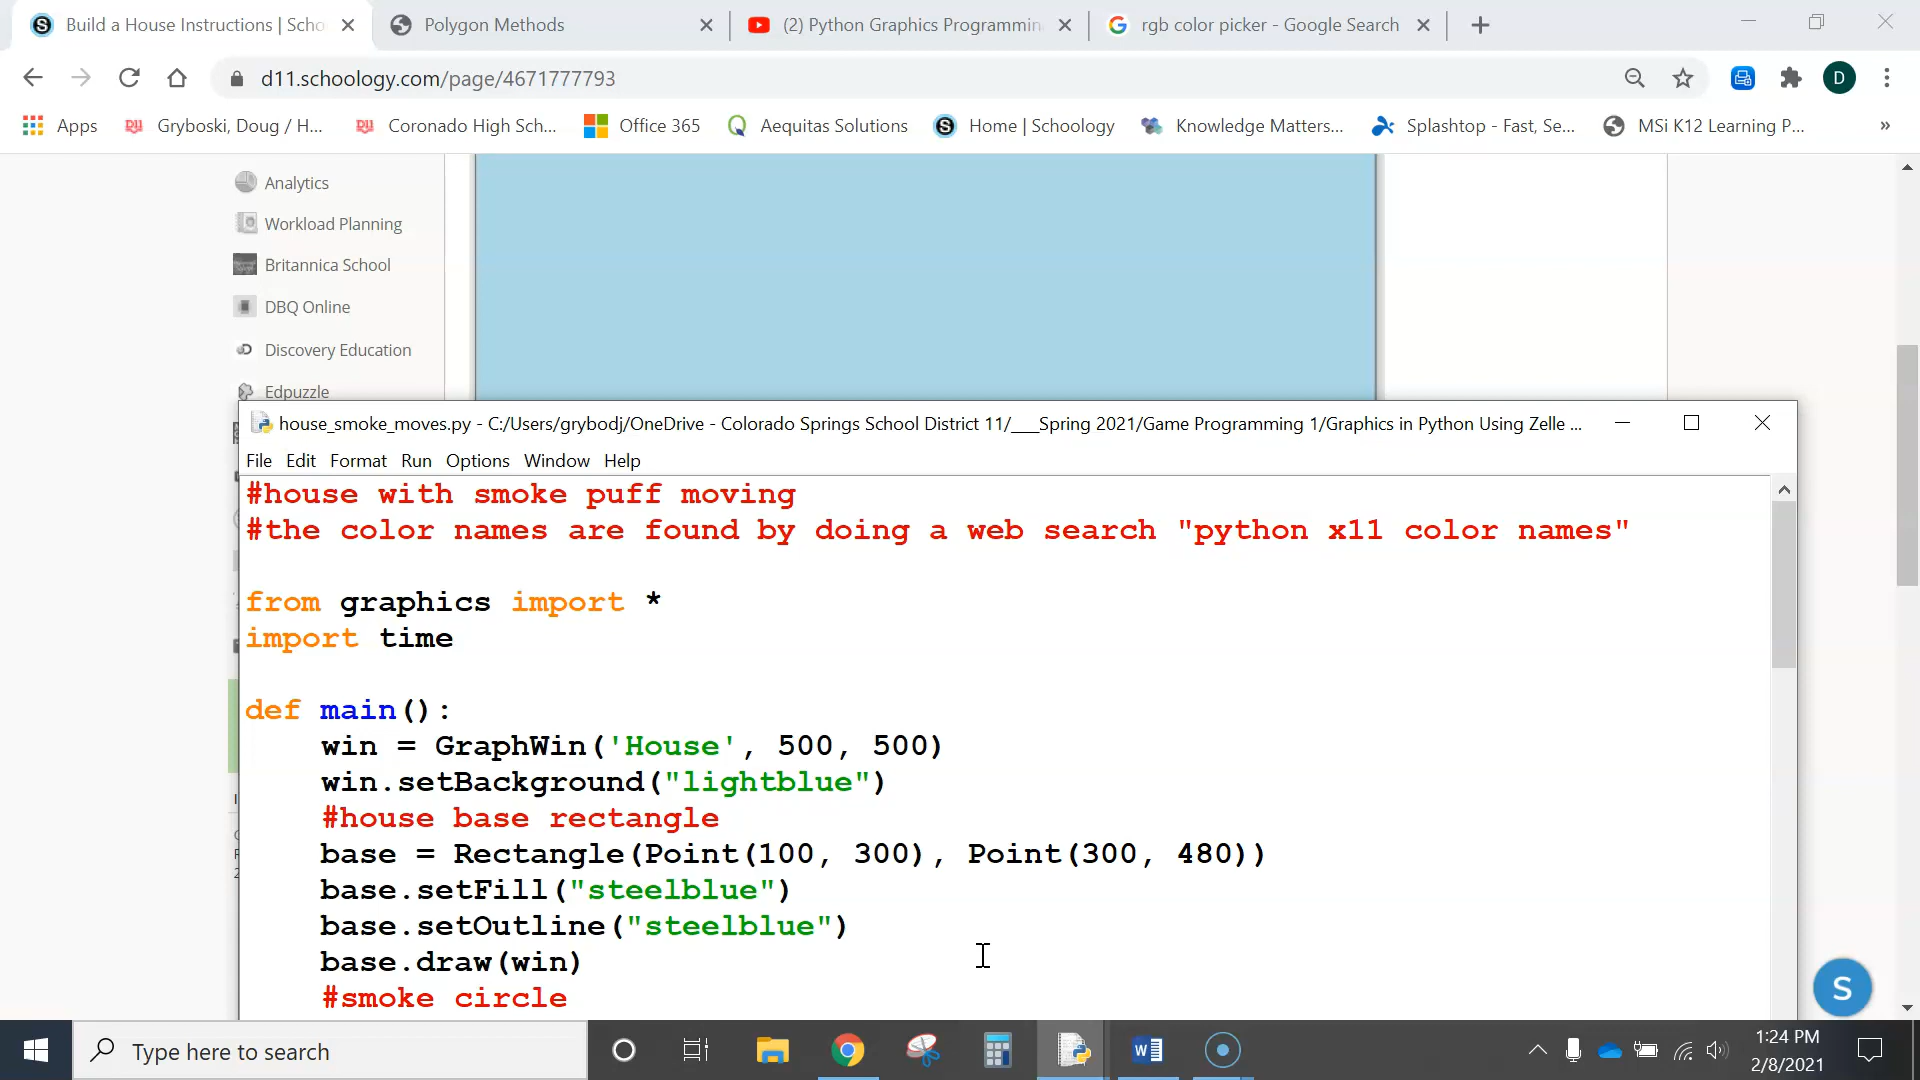 Build a House Instructions | Scho
Polygon Methods
(2) Python Graphics Programmin
rgb color picker - Google Search
d11.schoology.com/page/4671777793
D
Apps
D11
Gryboski, Doug / H...
D11
Coronado High Sch...
Office 365
Aequitas Solutions
Home | Schoology
Knowledge Matters...
Splashtop - Fast, Se...
MSi K12 Learning P...
»
Analytics
Workload Planning
Britannica School
DBQ Online
Discovery Education
Edpuzzle
house_smoke_moves.py - C:/Users/grybodj/OneDrive - Colorado Springs School District 11/___Spring 2021/Game Programming 1/Graphics in Python Using Zelle ...
File Edit Format Run Options Window Help
#house with smoke puff moving
#the color names are found by doing a web search "python x11 color names"
from graphics import *
import time
def main():
win = GraphWin('House', 500, 500)
win.setBackground("lightblue")
#house base rectangle
base = Rectangle(Point(100, 300), Point(300, 480))
base.setFill("steelblue")
base.setOutline("steelblue")
base.draw(win)
#smoke circle
S
Type here to search
1:24 PM
2/8/2021